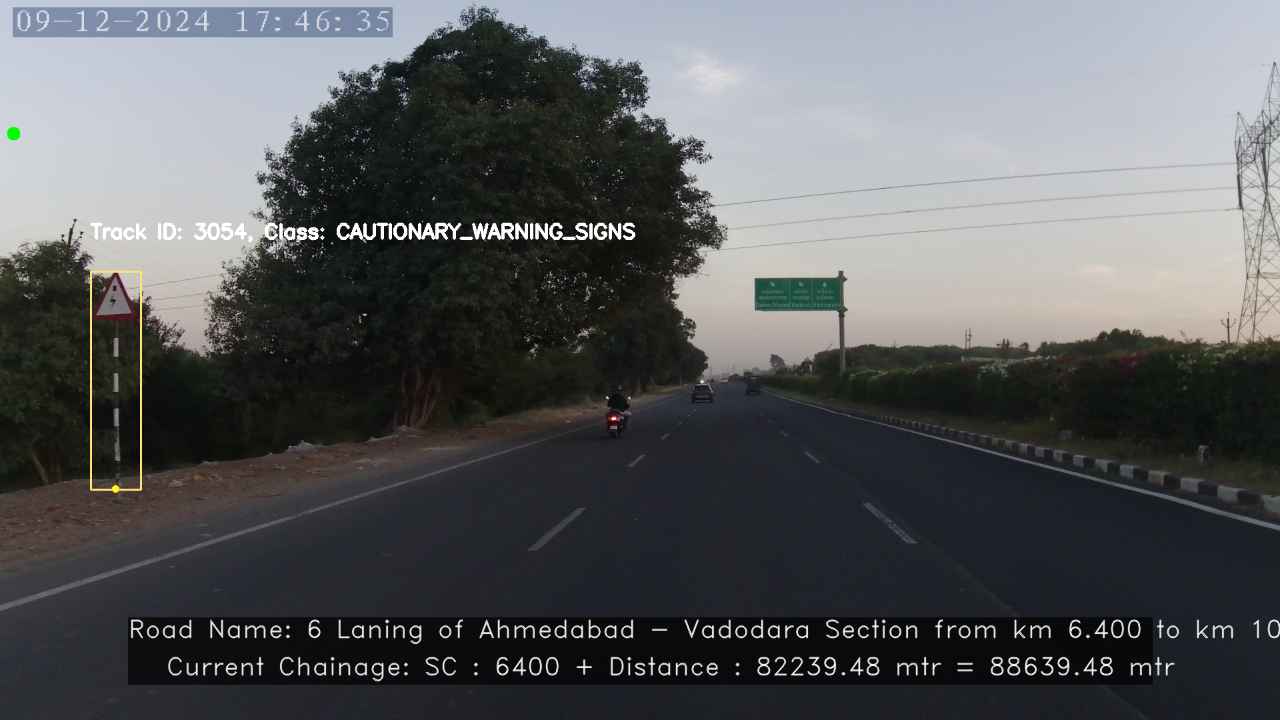 09-12-2024 17:46:35
Track ID: 3054, Class: CAUTIONARY_WARNING_SIGNS
Road Name: 6 Laning of Ahmedabad - Vadodara Section from km 6.400 to km 10
Current Chainage: SC : 6400 + Distance : 82239.48 mtr = 88639.48 mtr